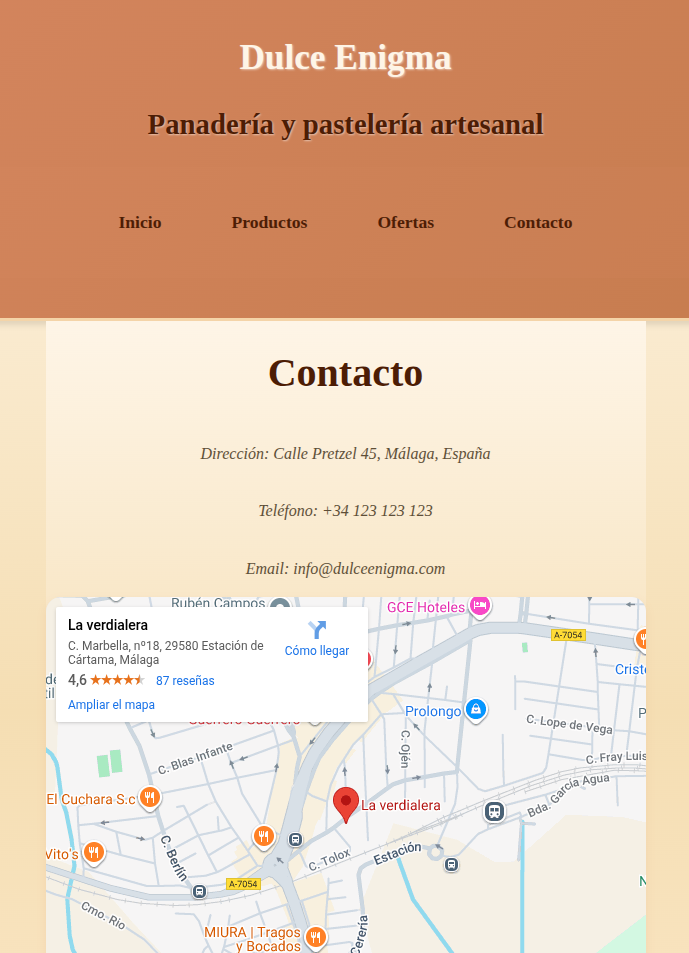 Dulce Enigma
Panadería y pastelería artesanal
Inicio
Productos
Ofertas
Contacto
Contacto
Dirección: Calle Pretzel 45, Málaga, España
Teléfono: +34 123 123 123
Email: info@dulceenigma.com
Rubén Campos
GCE Hoteles
La verdialera
C. Marbella, nº18, 29580 Estación de
Cártama, Málaga
4,6
87 reseñas
Ampliar el mapa
Cómo llegar
A-7054
Prolongo
C. Lope de Vega
C. Ojén
C. Blas Infante
C. Fray Luis
Bda. García Agua
El Cuchara S.c
La verdialera
Vito's
C. Berlín
C. Tolox
Estación
A-7054
Cmo. Rio
MIURA | Tragos
y Bocados